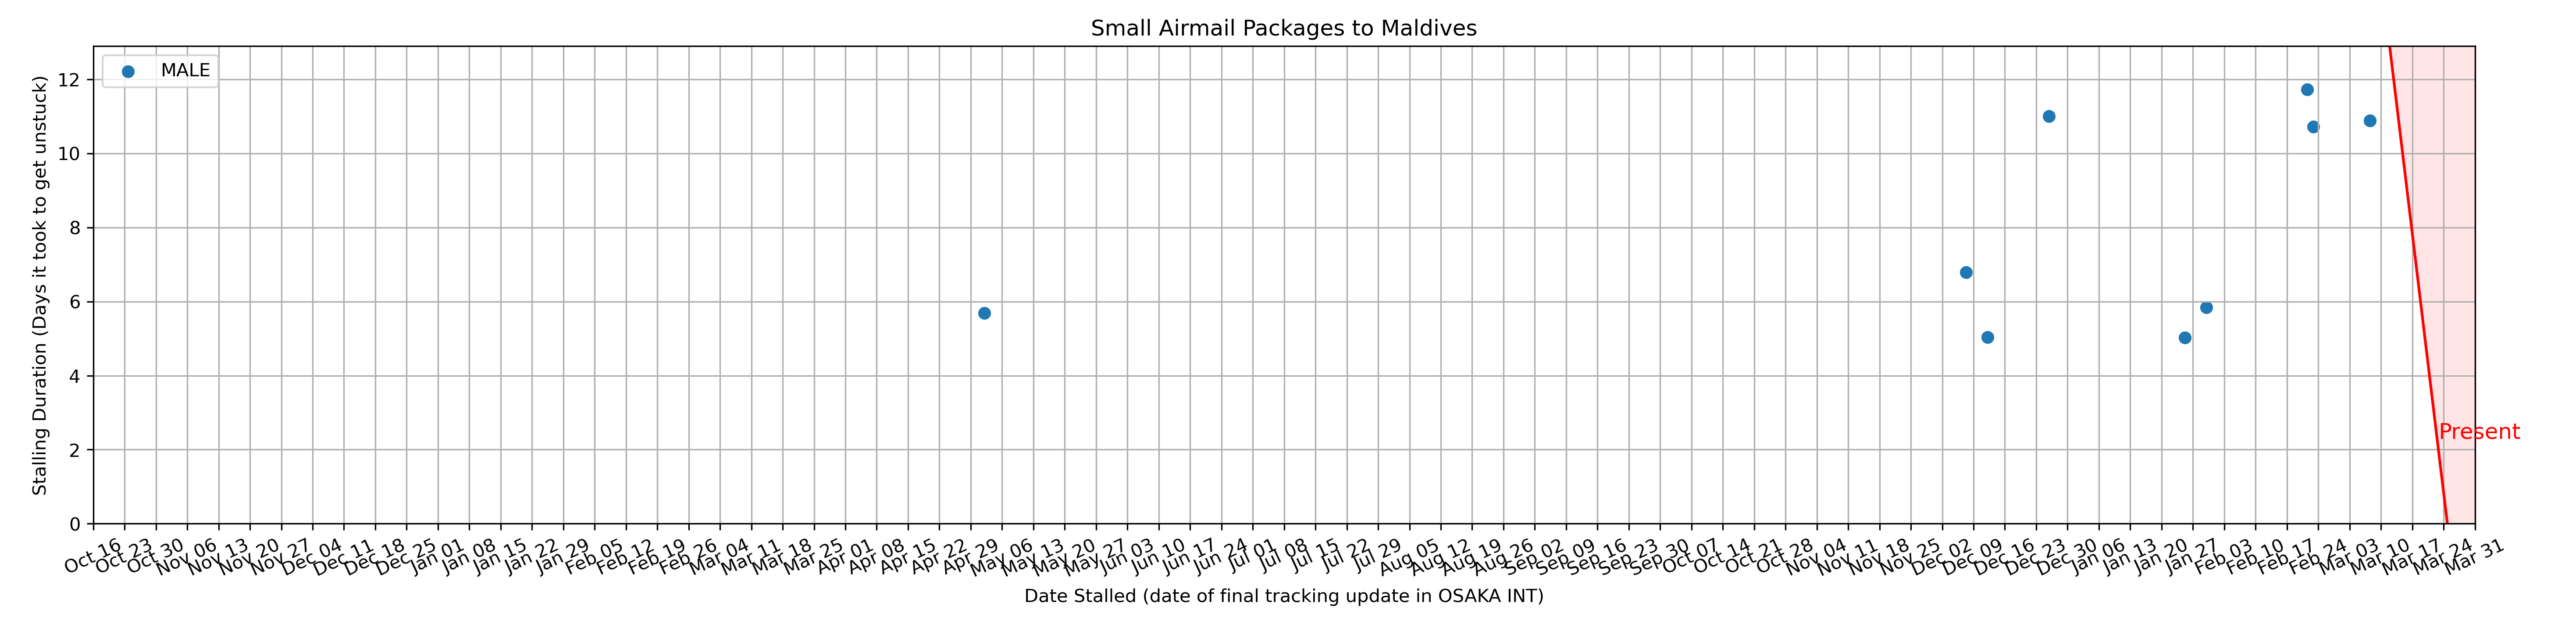 Small Airmail Packages to Maldives
MALE
Stalling Duration (Days it took to get unstuck)
12
10
8
6
4
2
0
Present
Oct 16
Oct 23
Oct 30
Nov 06
Nov 13
Nov 20
Nov 27
Dec 04
Dec 11
Dec 18
Dec 25
Jan 01
Jan 08
Jan 15
Jan 22
Jan 29
Feb 05
Feb 12
Feb 19
Feb 26
Mar 04
Mar 11
Mar 18
Mar 25
Apr 01
Apr 08
Apr 15
Apr 22
Apr 29
May 06
May 13
May 20
May 27
Jun 03
Jun 10
Jun 17
Jun 24
Jul 01
Jul 08
Jul 15
Jul 22
Jul 29
Aug 05
Aug 12
Aug 19
Aug 26
Sep 02
Sep 09
Sep 16
Sep 23
Sep 30
Oct 07
Oct 14
Oct 21
Oct 28
Nov 04
Nov 11
Nov 18
Nov 25
Dec 02
Dec 09
Dec 16
Dec 23
Dec 30
Jan 06
Jan 13
Jan 20
Jan 27
Feb 03
Feb 10
Feb 17
Feb 24
Mar 03
Mar 10
Mar 17
Mar 24
Mar 31
Date Stalled (date of final tracking update in OSAKA INT)